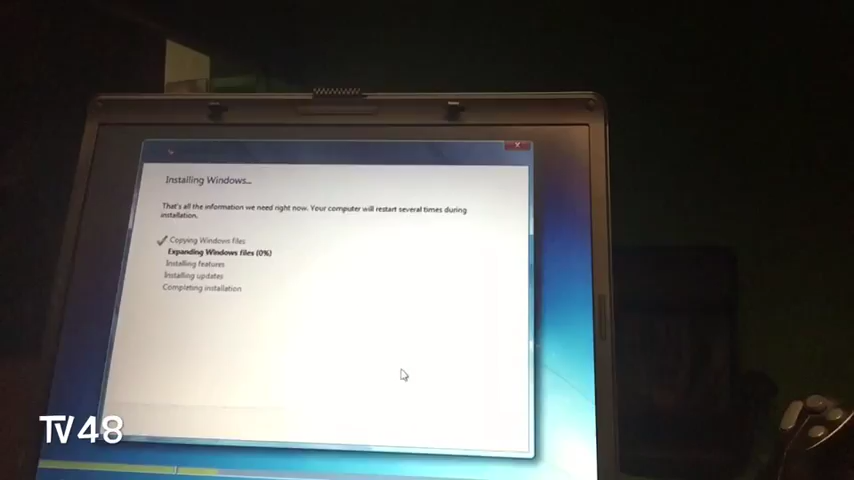 Installing Windows...
That's all the information we need right now. Your computer will restart several times during
installation.
Copying Windows files
Expanding Windows files (0%)
Installing features
Installing updates
Completing installation
TV48